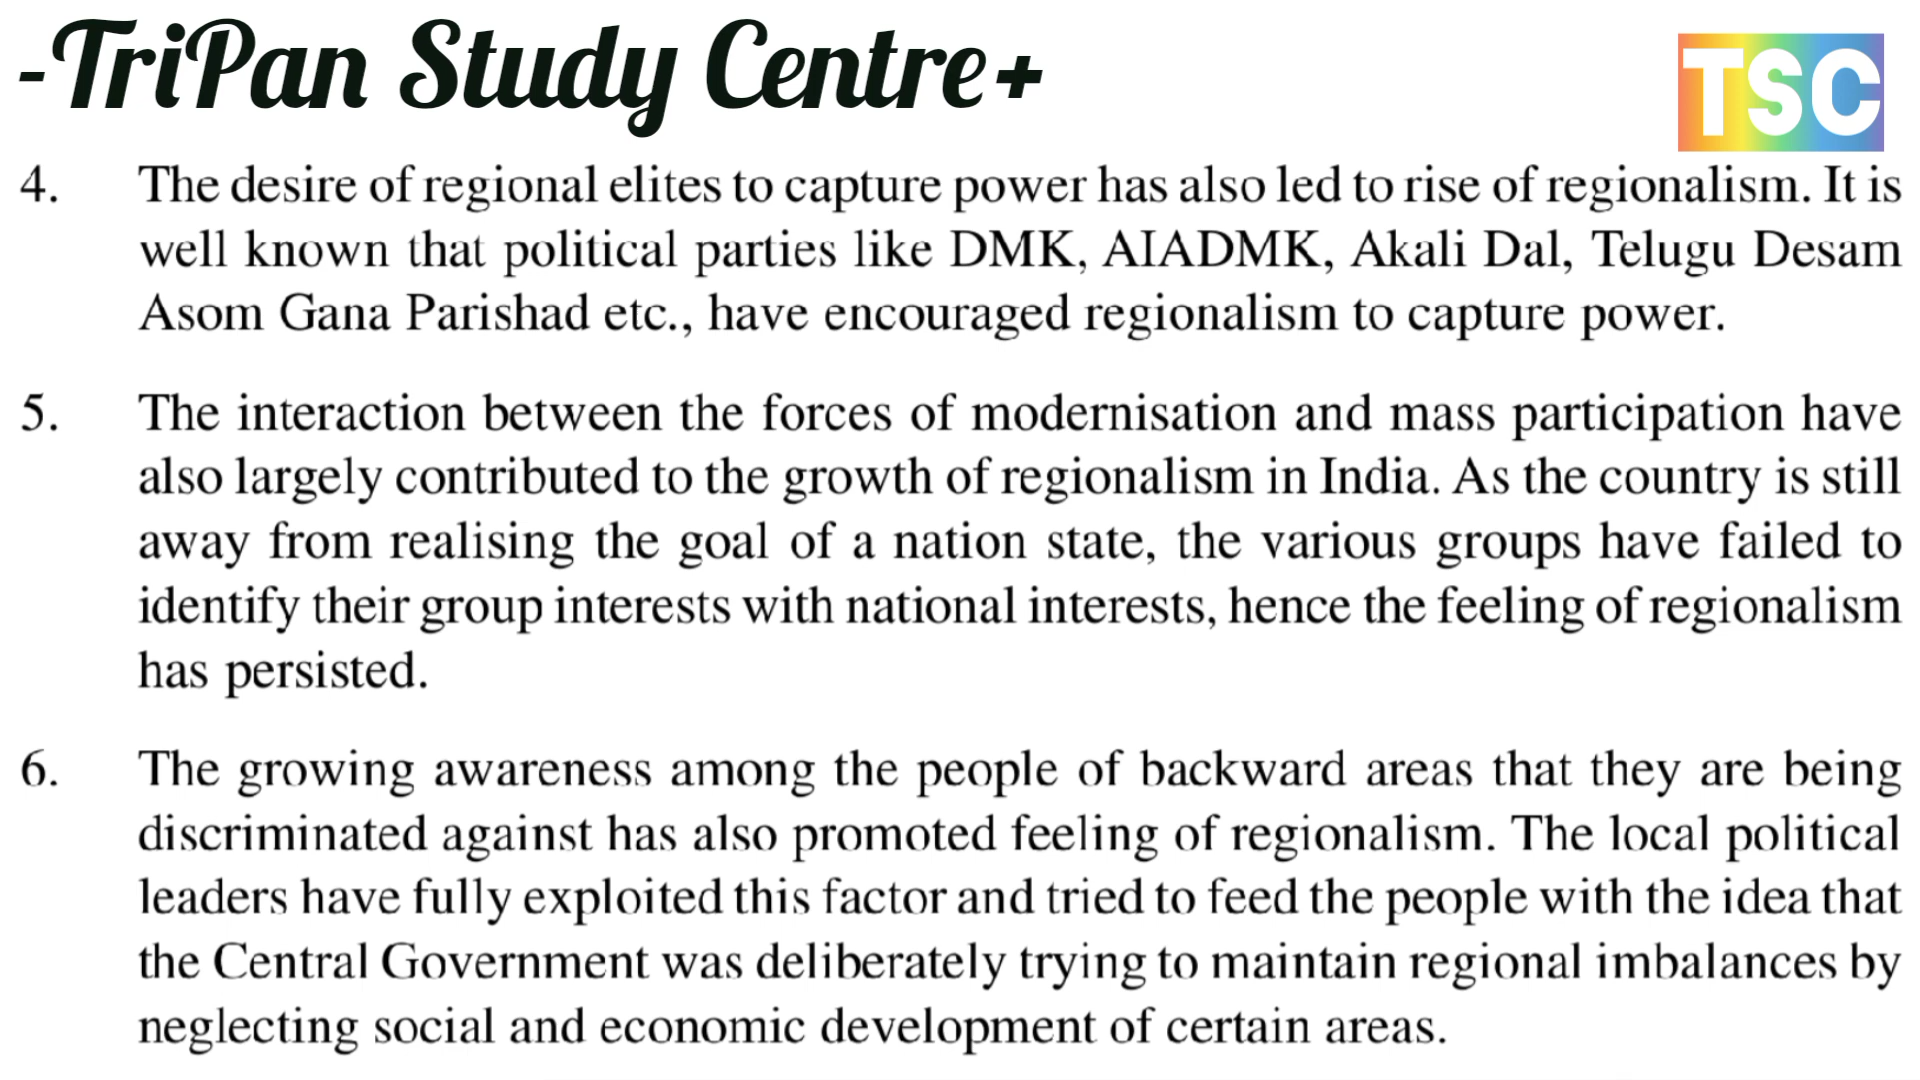 -TriPan Study Centre+
TSC
4. The desire of regional elites to capture power has also led to rise of regionalism. It is
well known that political parties like DMK, AIADMK, Akali Dal, Telugu Desam
Asom Gana Parishad etc., have encouraged regionalism to capture power.
5. The interaction between the forces of modernisation and mass participation have
also largely contributed to the growth of regionalism in India. As the country is still
away from realising the goal of a nation state, the various groups have failed to
identify their group interests with national interests, hence the feeling of regionalism
has persisted.
6. The growing awareness among the people of backward areas that they are being
discriminated against has also promoted feeling of regionalism. The local political
leaders have fully exploited this factor and tried to feed the people with the idea that
the Central Government was deliberately trying to maintain regional imbalances by
neglecting social and economic development of certain areas.